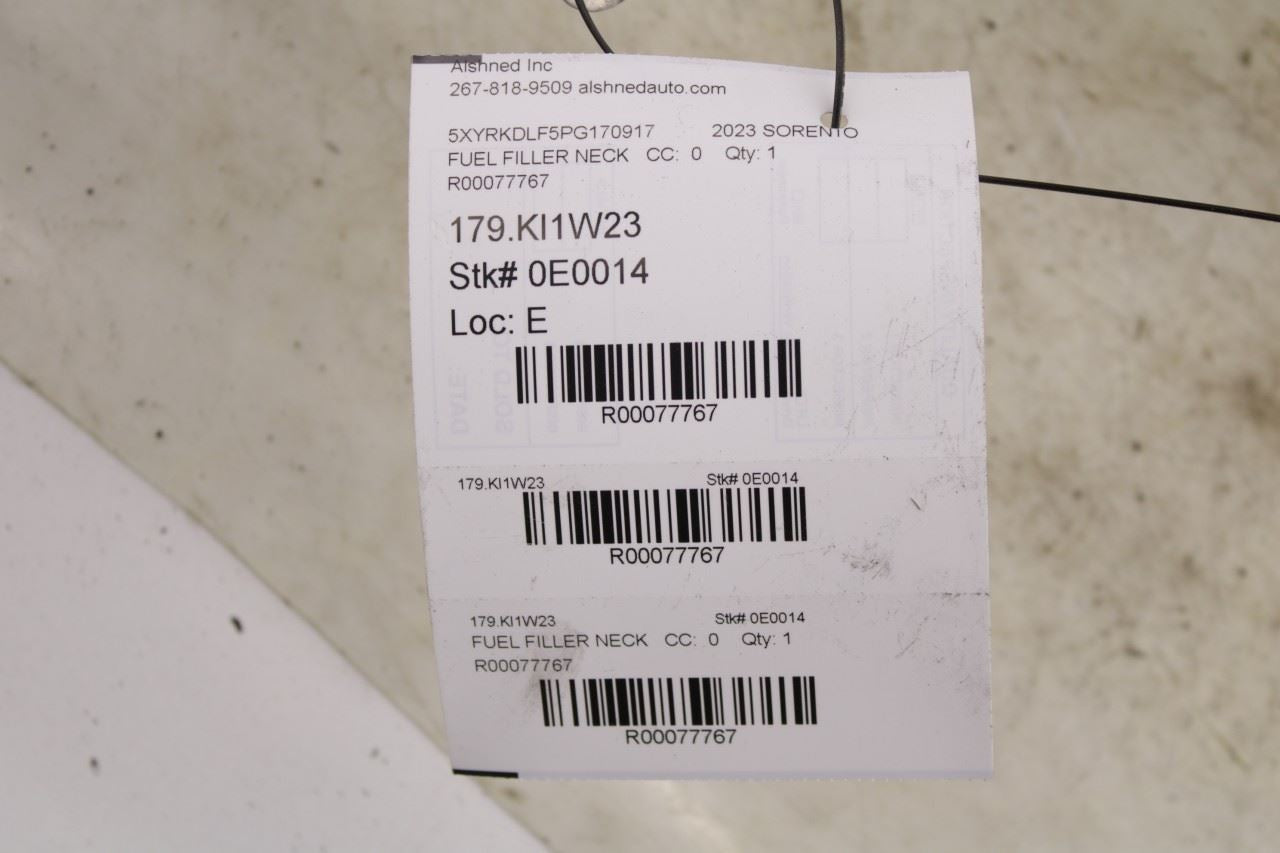 Alshned Inc
267-818-9509 alshnedauto.com
5XYRKDLF5PG170917 2023 SORENTO
FUEL FILLER NECK CC: 0 Qty: 1
R00077767
179.KI1W23
Stk# 0E0014
Loc: E
R00077767
179.KI1W23 Stk# 0E0014
R00077767
179.KI1W23 Stk# 0E0014
FUEL FILLER NECK CC: 0 Qty: 1
R00077767
R00077767